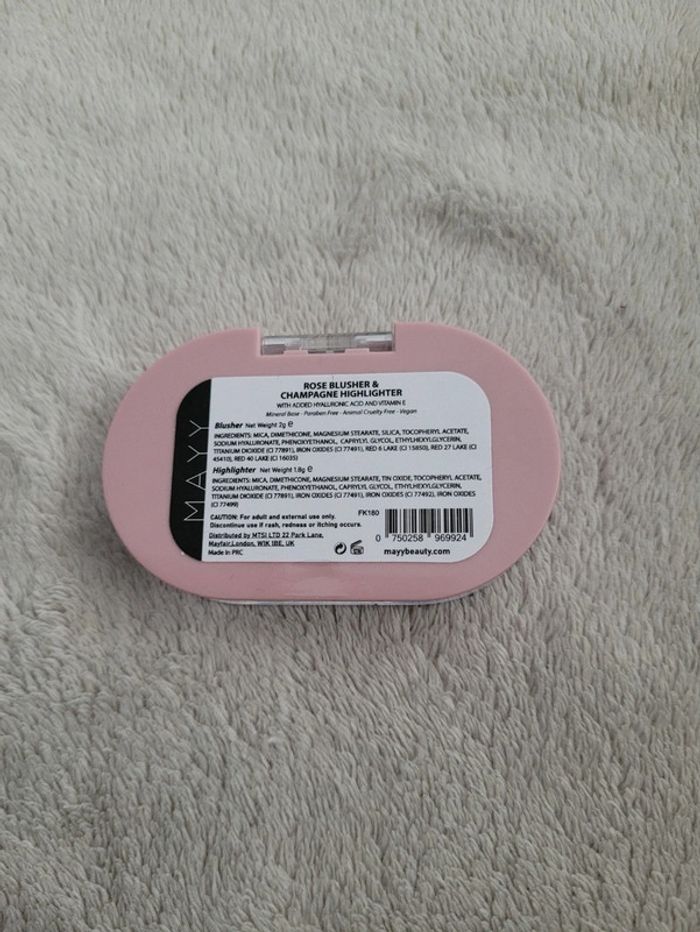 MAYY
ROSE BLUSHER &
CHAMPAGNE HIGHLIGHTER
WITH ADDED HYALURONIC ACID AND VITAMIN E
Mineral Base - Paraben Free - Animal Cruelty Free - Vegan
Blusher Net Weight 2g ℮
INGREDIENTS: MICA, DIMETHICONE, MAGNESIUM STEARATE, SILICA, TOCOPHERYL ACETATE,
SODIUM HYALURONATE, PHENOXYETHANOL, CAPRYLYL GLYCOL, ETHYLHEXYLGLYCERIN,
TITANIUM DIOXIDE (CI 77891), IRON OXIDES (CI 77491), RED 6 LAKE (CI 15850), RED 27 LAKE (CI
45410), RED 40 LAKE (CI 16035)
Highlighter Net Weight 1.8g ℮
INGREDIENTS: MICA, DIMETHICONE, MAGNESIUM STEARATE, TIN OXIDE, TOCOPHERYL ACETATE,
SODIUM HYALURONATE, PHENOXYETHANOL, CAPRYLYL GLYCOL, ETHYLHEXYLGLYCERIN,
TITANIUM DIOXIDE (CI 77891), IRON OXIDES (CI 77491), IRON OXIDES (CI 77492), IRON OXIDES
(CI 77499)
CAUTION: For adult and external use only.
Discontinue use if rash, redness or itching occurs.
Distributed by MTSI LTD 22 Park Lane,
Mayfair,London, W1K 1BE, UK
Made in PRC
FK180
0 750258 969924
mayybeauty.com